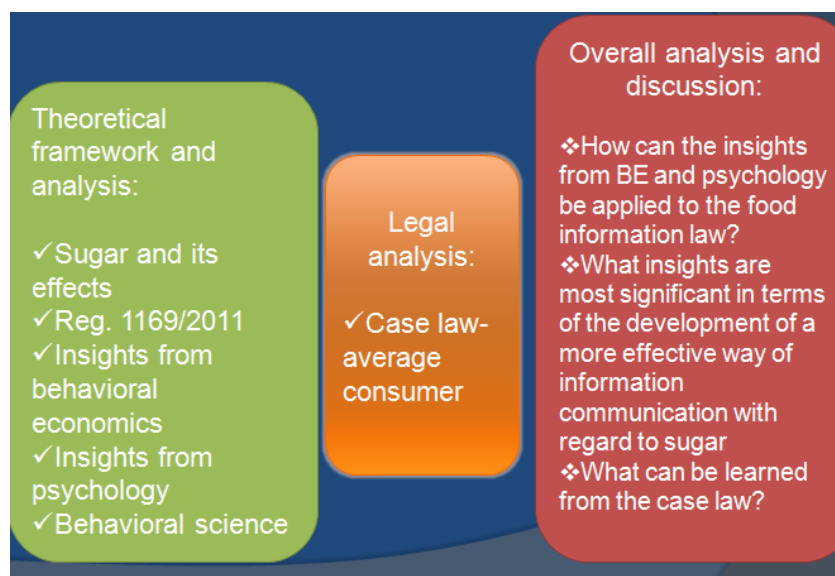 Theoretical
framework and
analysis:
✓Sugar and its
effects
✓Reg. 1169/2011
✓Insights from
behavioral
economics
✓Insights from
psychology
✓Behavioral science
Legal
analysis:
✓Case law-
average
consumer
Overall analysis and
discussion:
❖How can the insights
from BE and psychology
be applied to the food
information law?
❖What insights are
most significant in terms
of the development of a
more effective way of
information
communication with
regard to sugar
❖What can be learned
from the case law?